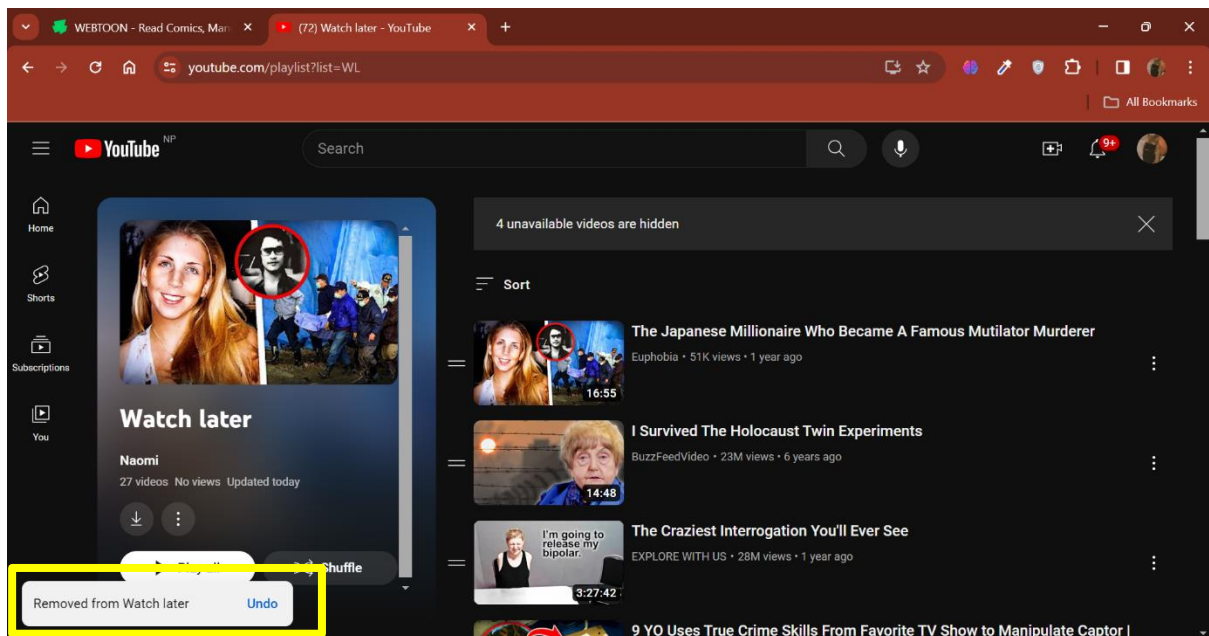 WEBTOON - Read Comics, Man
(72) Watch later - YouTube
youtube.com/playlist?list=WL
All Bookmarks
YouTube NP
Search
9+
Home
Shorts
Subscriptions
You
Watch later
Naomi
27 videos No views Updated today
Shuffle
Removed from Watch later Undo
4 unavailable videos are hidden
Sort
The Japanese Millionaire Who Became A Famous Mutilator Murderer
Euphobia • 51K views • 1 year ago
16:55
I Survived The Holocaust Twin Experiments
BuzzFeedVideo • 23M views • 6 years ago
14:48
I'm going to
release my
bipolar.
The Craziest Interrogation You'll Ever See
EXPLORE WITH US • 28M views • 1 year ago
3:27:42
9 YO Uses True Crime Skills From Favorite TV Show to Manipulate Captor |